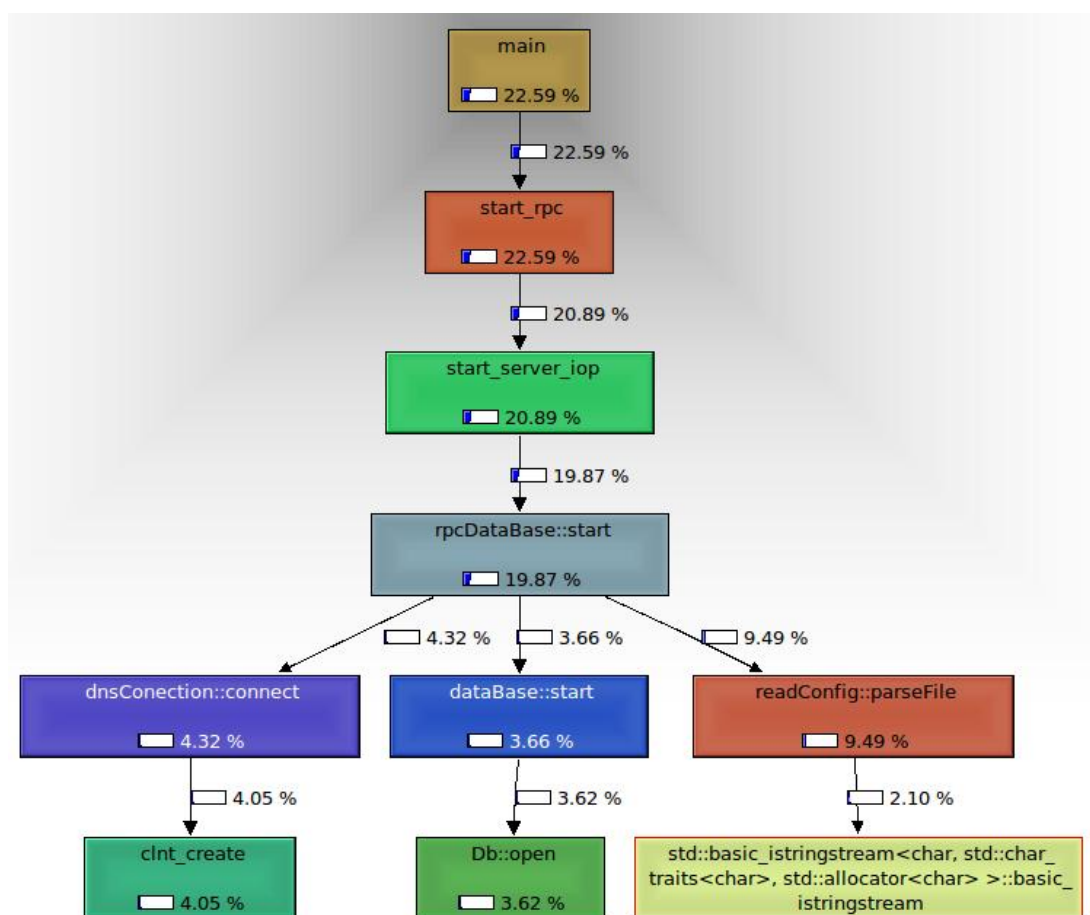 main
22.59 %
22.59 %
start_rpc
22.59 %
20.89 %
start_server_iop
20.89 %
19.87 %
rpcDataBase::start
19.87 %
4.32 %
3.66 %
9.49 %
dnsConection::connect
4.32 %
dataBase::start
3.66 %
readConfig::parseFile
9.49 %
4.05 %
3.62 %
2.10 %
clnt_create
4.05 %
Db::open
3.62 %
std::basic_istringstream<char, std::char_
traits<char>, std::allocator<char> >::basic_
istringstream